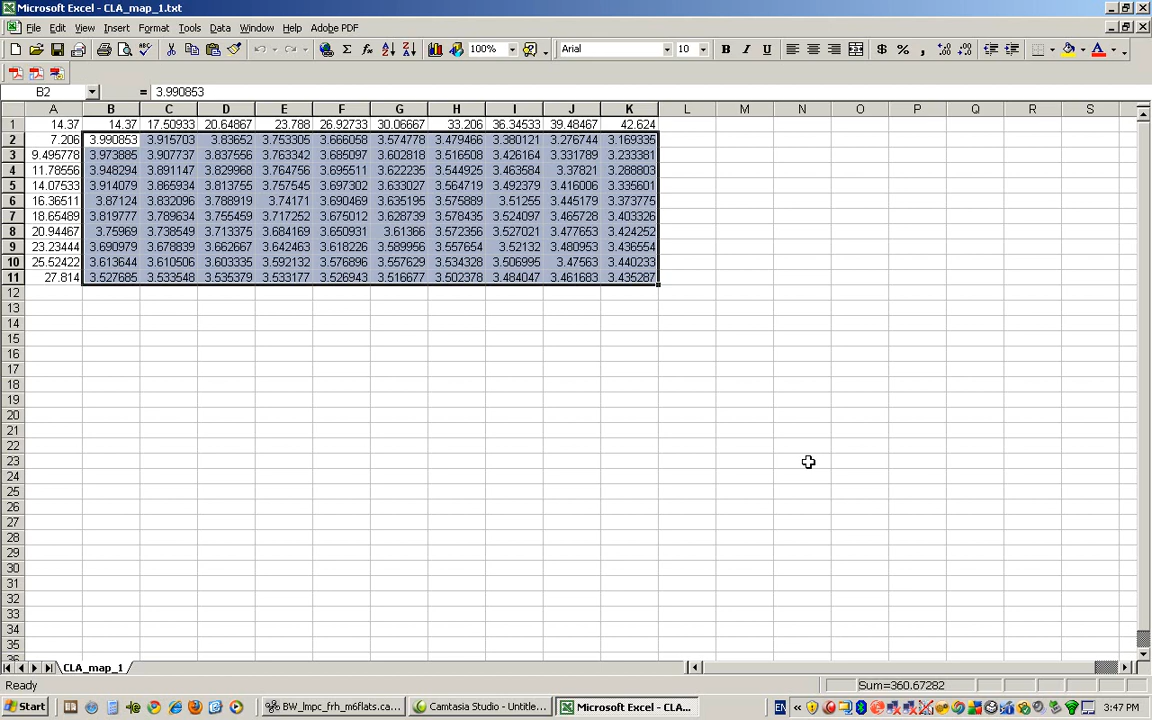 Microsoft Excel - CLA_map_1.txt
File Edit View Insert Format Tools Data Window Help Adobe PDF
100% Arial 10 B I U $ % ,
B2 = 3.990853
A B C D E F G H I J K L M N O P Q R S
1 14.37 14.37 17.50933 20.64867 23.788 26.92733 30.06667 33.206 36.34533 39.48467 42.624
2 7.206 3.990853 3.915703 3.83652 3.753305 3.666058 3.574778 3.479466 3.380121 3.276744 3.169335
3 9.495778 3.973885 3.907737 3.837556 3.763342 3.685097 3.602818 3.516508 3.426164 3.331789 3.233381
4 11.78556 3.948294 3.891147 3.829968 3.764756 3.695511 3.622235 3.544925 3.463584 3.37821 3.288803
5 14.07533 3.914079 3.865934 3.813755 3.757545 3.697302 3.633027 3.564719 3.492379 3.416006 3.335601
6 16.36511 3.87124 3.832096 3.788919 3.74171 3.690469 3.635195 3.575889 3.51255 3.445179 3.373775
7 18.65489 3.819777 3.789634 3.755459 3.717252 3.675012 3.628739 3.578435 3.524097 3.465728 3.403326
8 20.94467 3.75969 3.738549 3.713375 3.684169 3.650931 3.61366 3.572356 3.527021 3.477653 3.424252
9 23.23444 3.690979 3.678839 3.662667 3.642463 3.618226 3.589956 3.557654 3.52132 3.480953 3.436554
10 25.52422 3.613644 3.610506 3.603335 3.592132 3.576896 3.557629 3.534328 3.506995 3.47563 3.440233
11 27.814 3.527685 3.533548 3.535379 3.533177 3.526943 3.516677 3.502378 3.484047 3.461683 3.435287
12
13
14
15
16
17
18
19
20
21
22
23
24
25
26
27
28
29
30
31
32
33
34
35
CLA_map_1
Ready Sum=360.67282
Start BW_lmpc_frh_m6flats.ca... Camtasia Studio - Untitle... Microsoft Excel - CLA... EN 3:47 PM